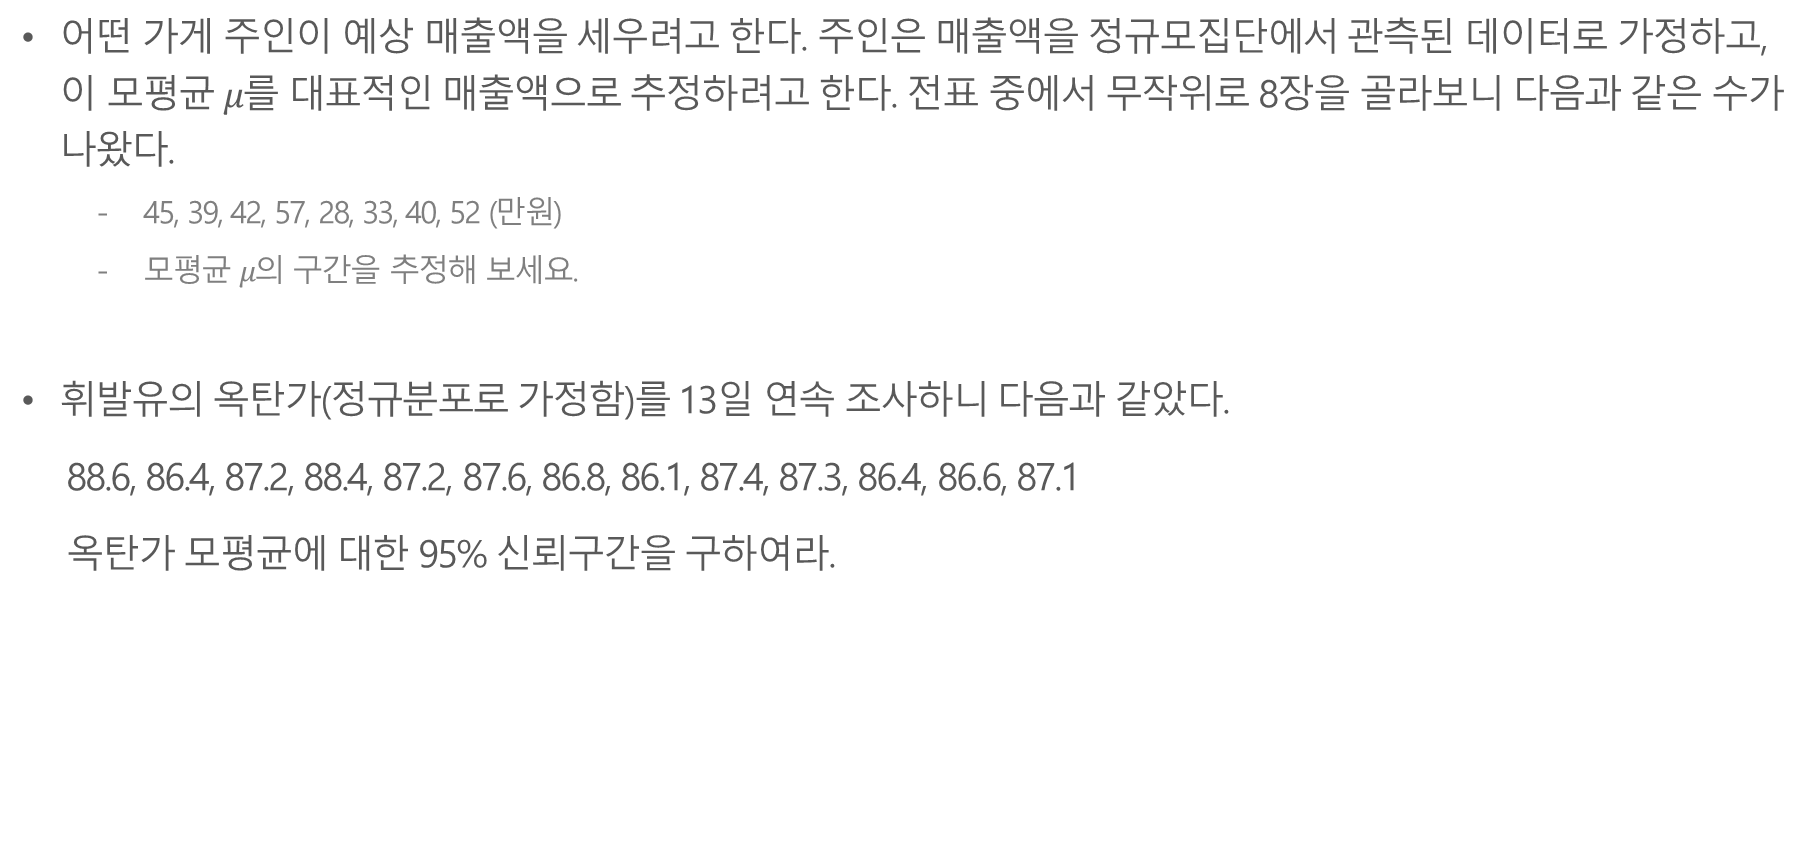 • 어떤 가게 주인이 예상 매출액을 세우려고 한다. 주인은 매출액을 정규모집단에서 관측된 데이터로 가정하고,
이 모평균 μ를 대표적인 매출액으로 추정하려고 한다. 전표 중에서 무작위로 8장을 골라보니 다음과 같은 수가
나왔다.
- 45, 39, 42, 57, 28, 33, 40, 52 (만원)
- 모평균 μ의 구간을 추정해 보세요.
• 휘발유의 옥탄가(정규분포로 가정함)를 13일 연속 조사하니 다음과 같았다.
88.6, 86.4, 87.2, 88.4, 87.2, 87.6, 86.8, 86.1, 87.4, 87.3, 86.4, 86.6, 87.1
옥탄가 모평균에 대한 95% 신뢰구간을 구하여라.